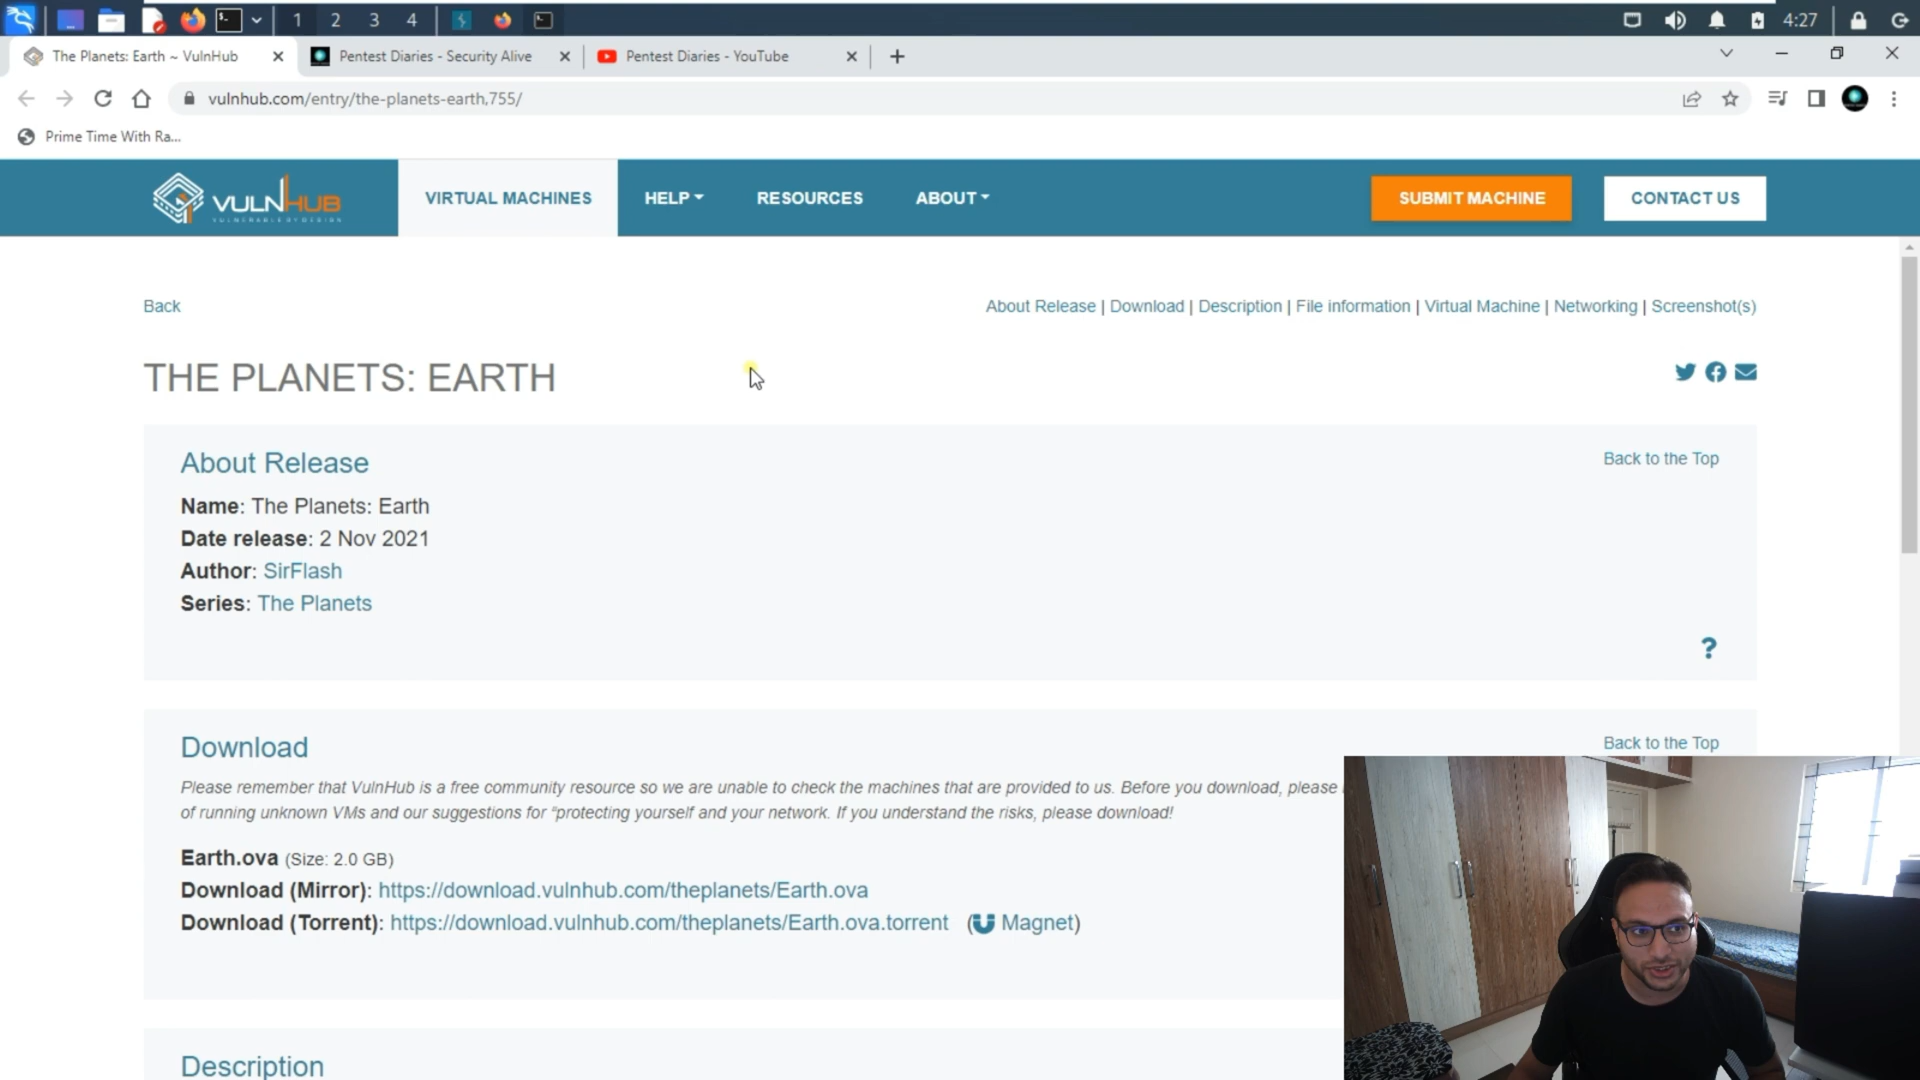 1 2 3 4
4:27
The Planets: Earth ~ VulnHub
Pentest Diaries - Security Alive
Pentest Diaries - YouTube
vulnhub.com/entry/the-planets-earth,755/
Prime Time With Ra...
VULNHUB
VULNERABLE BY DESIGN
VIRTUAL MACHINES
HELP
RESOURCES
ABOUT
SUBMIT MACHINE
CONTACT US
Back
About Release | Download | Description | File information | Virtual Machine | Networking | Screenshot(s)
THE PLANETS: EARTH
About Release
Back to the Top
Name: The Planets: Earth
Date release: 2 Nov 2021
Author: SirFlash
Series: The Planets
?
Download
Back to the Top
Please remember that VulnHub is a free community resource so we are unable to check the machines that are provided to us. Before you download, please
of running unknown VMs and our suggestions for “protecting yourself and your network. If you understand the risks, please download!
Earth.ova (Size: 2.0 GB)
Download (Mirror): https://download.vulnhub.com/theplanets/Earth.ova
Download (Torrent): https://download.vulnhub.com/theplanets/Earth.ova.torrent (Magnet)
Description